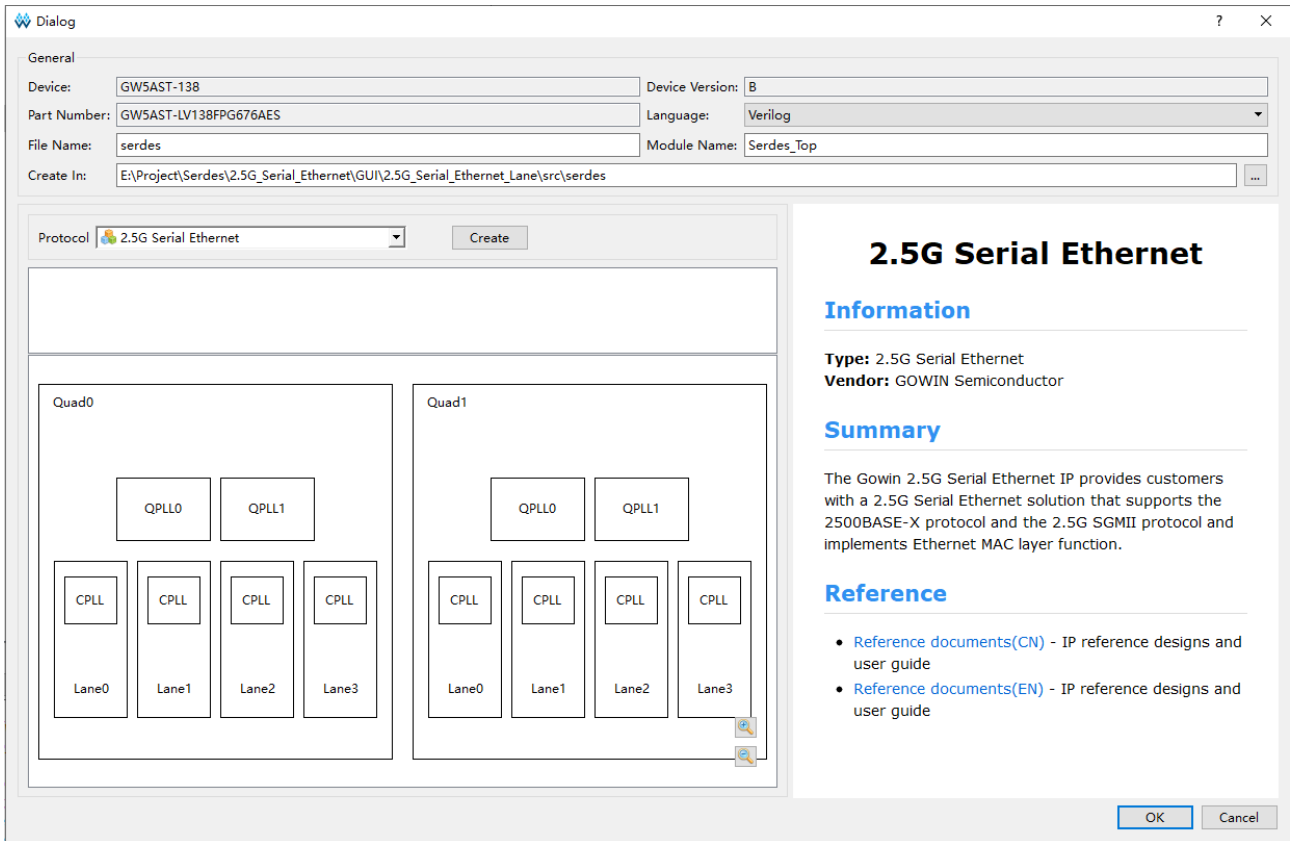 Dialog
? ×
General
Device: GW5AST-138 Device Version: B
Part Number: GW5AST-LV138FPG676AES Language: Verilog
File Name: serdes Module Name: Serdes_Top
Create In: E:\Project\Serdes\2.5G_Serial_Ethernet\GUI\2.5G_Serial_Ethernet_Lane\src\serdes ...
Protocol 2.5G Serial Ethernet Create
Quad0 Quad1
QPLL0 QPLL1 QPLL0 QPLL1
CPLL CPLL CPLL CPLL CPLL CPLL CPLL CPLL
Lane0 Lane1 Lane2 Lane3 Lane0 Lane1 Lane2 Lane3
2.5G Serial Ethernet
Information
Type: 2.5G Serial Ethernet
Vendor: GOWIN Semiconductor
Summary
The Gowin 2.5G Serial Ethernet IP provides customers
with a 2.5G Serial Ethernet solution that supports the
2500BASE-X protocol and the 2.5G SGMII protocol and
implements Ethernet MAC layer function.
Reference
• Reference documents(CN) - IP reference designs and
user guide
• Reference documents(EN) - IP reference designs and
user guide
OK Cancel